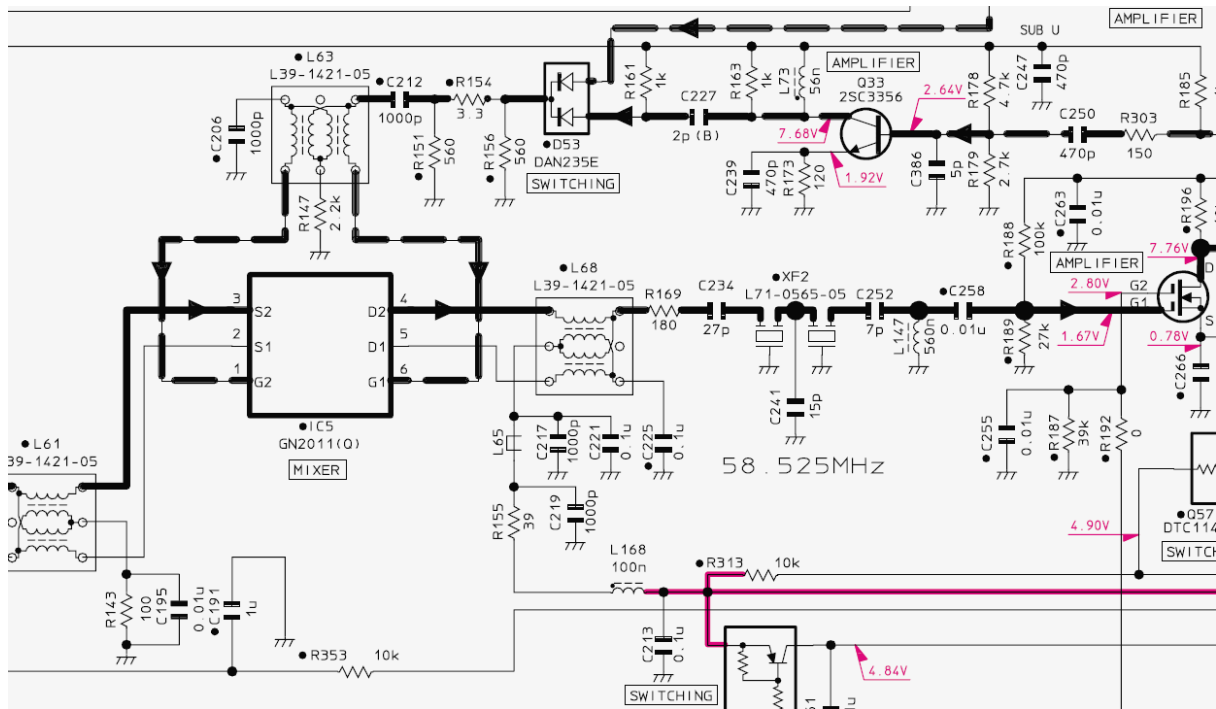 AMPLIFIER
SUB U
L63
L39-1421-05
C212
1000p
R154
3.3
R161
1k
R163
1k
L73
56n
AMPLIFIER
Q33
2SC3356
2.64V
R178
4.7k
C247
470p
R185
C206
1000p
R151
560
R156
560
D53
DAN235E
SWITCHING
C227
2p(B)
7.68V
C250
470p
R303
150
R147
2.2k
C239
470p
R173
120
1.92V
C386
5p
R179
2.7k
R188
100k
C263
0.01u
R196
7.76V
D
AMPLIFIER
2.80V
G2
G1
1.67V
S
0.78V
C266
3
S2
2
S1
1
G2
D2
4
D1
5
G1
6
IC5
GN2011(Q)
MIXER
L68
L39-1421-05
R169
180
C234
27p
XF2
L71-0565-05
C252
7p
L147
560n
C258
0.01u
R189
27k
C241
15p
58.525MHz
C255
0.01u
R187
39k
R192
0
L61
39-1421-05
L65
C217
1000p
C221
0.1u
C225
0.1u
R155
39
C219
1000p
Q57
DTC114
SWITCH
4.90V
L168
100n
R313
10k
R143
100
C195
0.01u
C191
1u
R353
10k
C213
0.1u
SWITCHING
4.84V